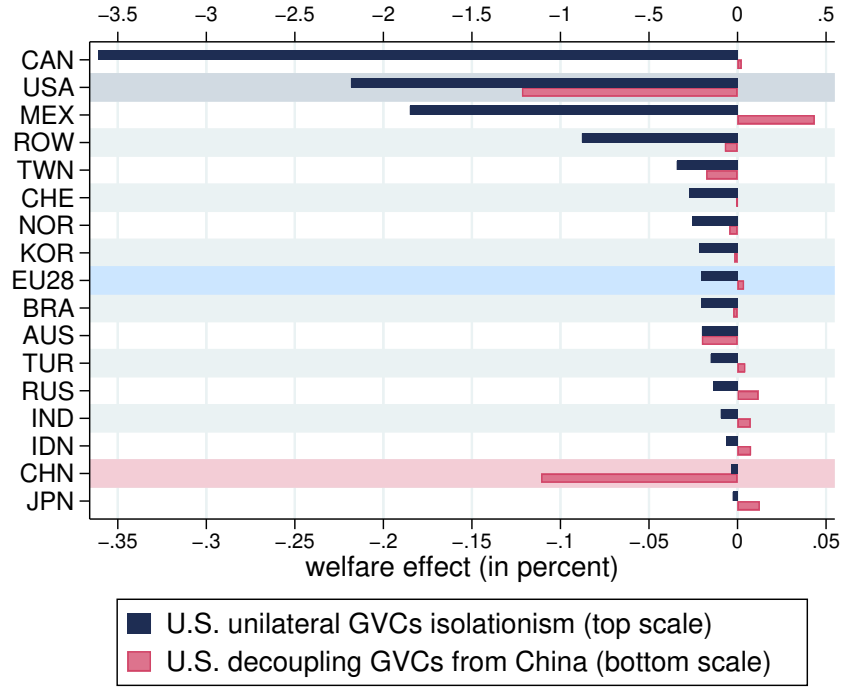 -3.5 -3 -2.5 -2 -1.5 -1 -.5 0 .5
CAN
USA
MEX
ROW
TWN
CHE
NOR
KOR
EU28
BRA
AUS
TUR
RUS
IND
IDN
CHN
JPN
-.35 -.3 -.25 -.2 -.15 -.1 -.05 0 .05
welfare effect (in percent)
U.S. unilateral GVCs isolationism (top scale)
U.S. decoupling GVCs from China (bottom scale)